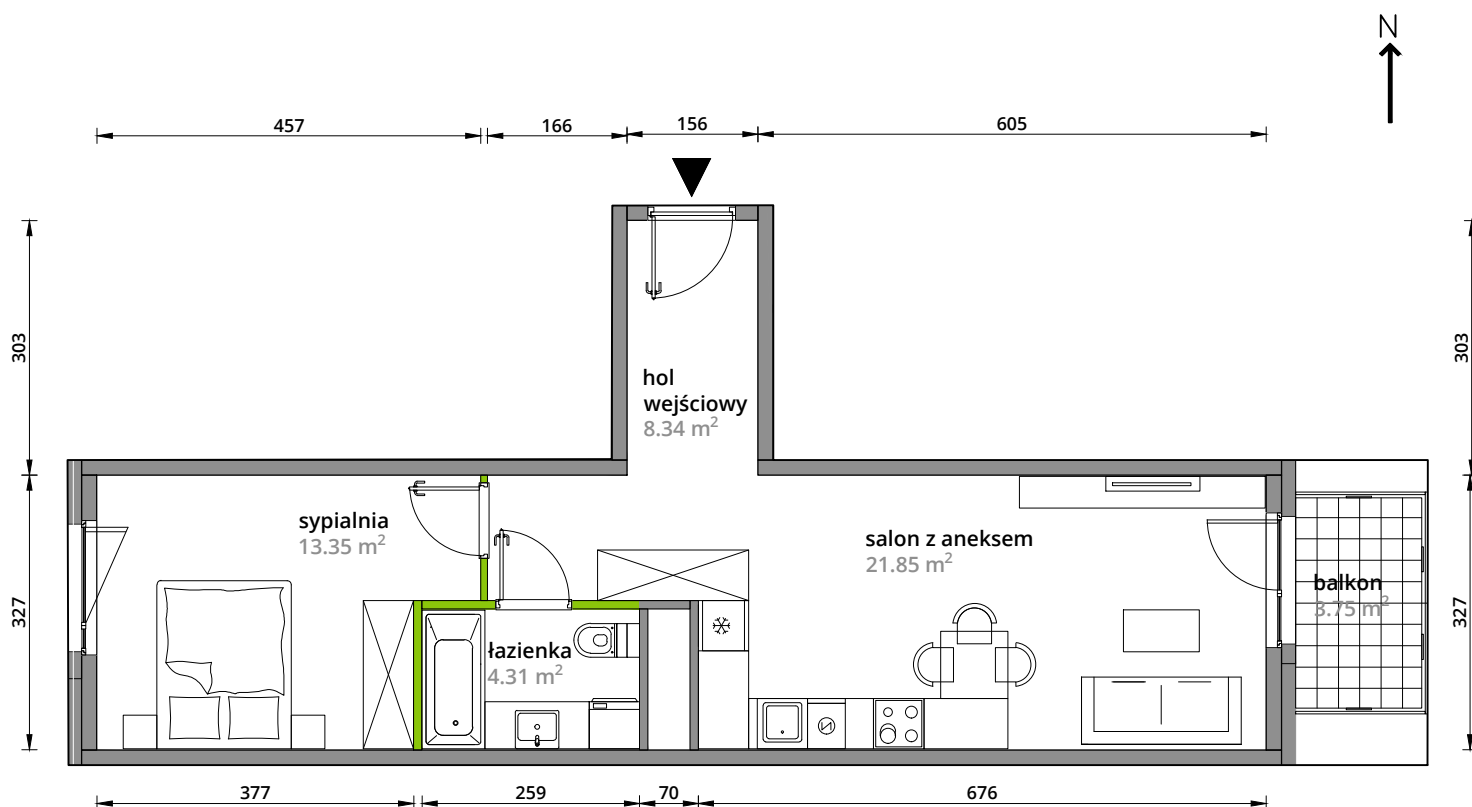 N
457
166
156
605
303
303
hol
wejściowy
8.34 m²
sypialnia
13.35 m²
salon z aneksem
21.85 m²
balkon
3.75 m²
327
327
łazienka
4.31 m²
377
259
70
676